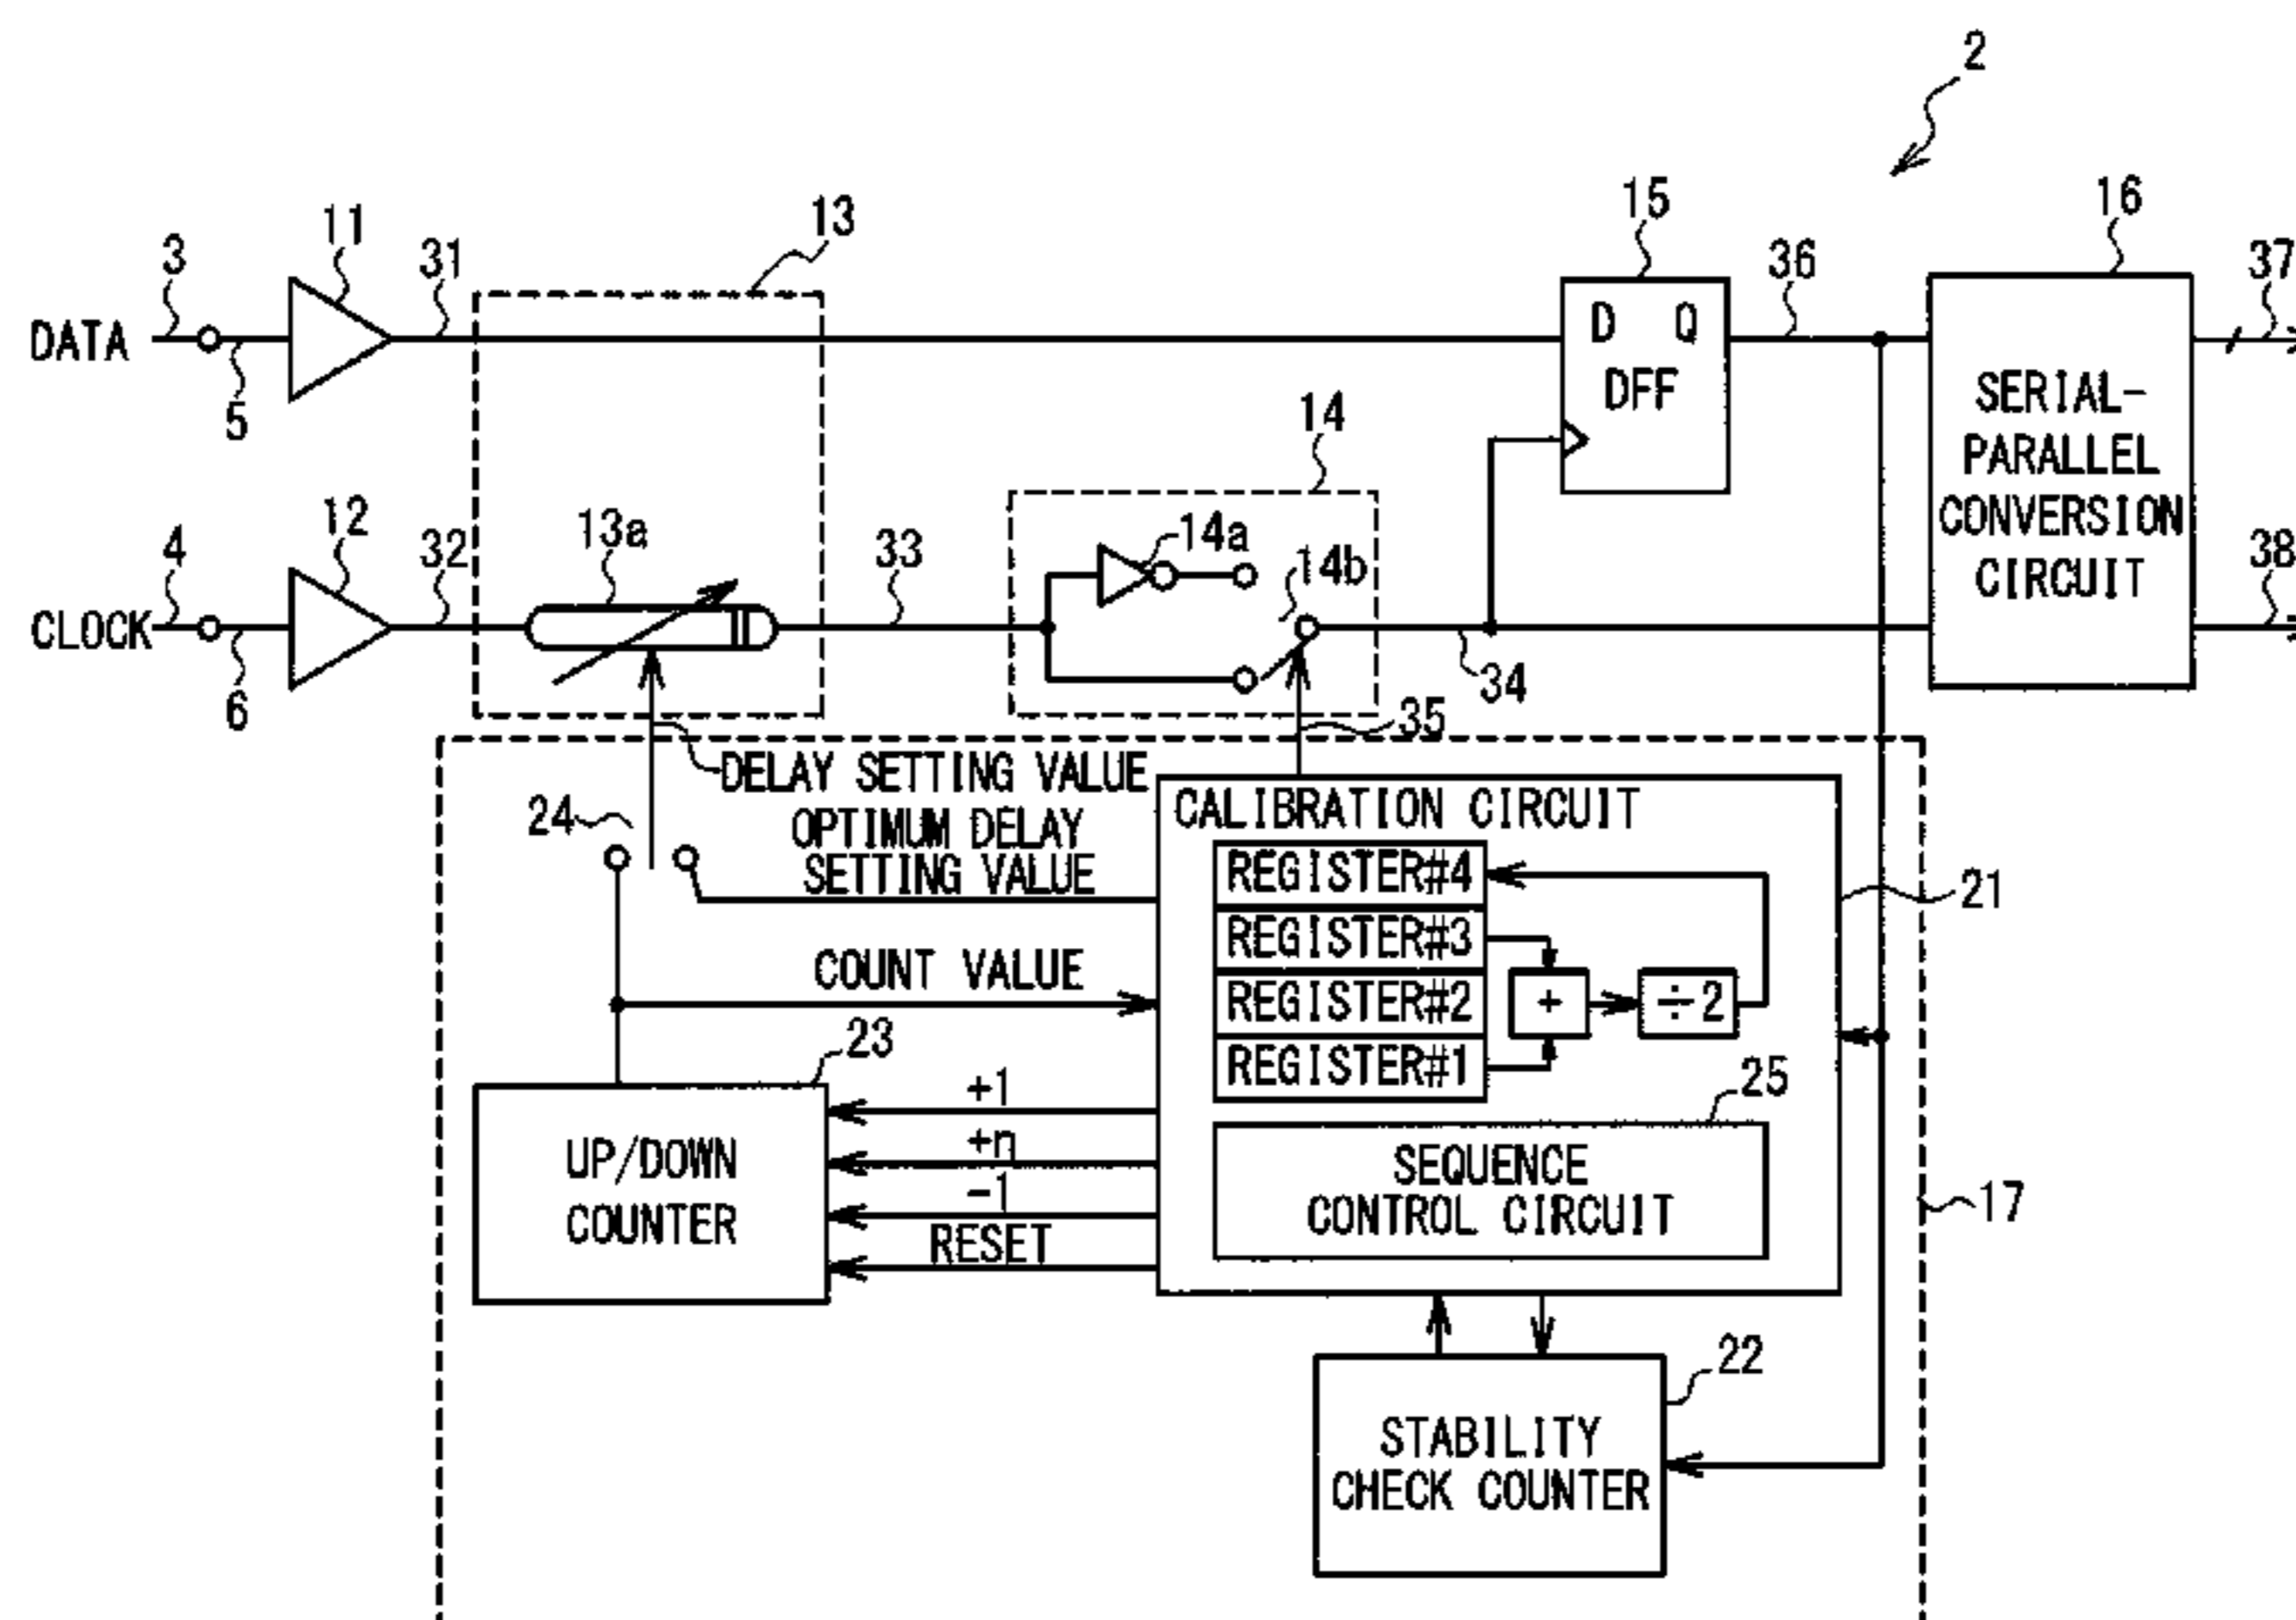 2
3
11
31
13
15
36
16
37
DATA
5
D Q
DFF
SERIAL-
PARALLEL
CONVERSION
CIRCUIT
14
4
12
32
13a
33
14a
14b
38
CLOCK
6
34
35
DELAY SETTING VALUE
24
OPTIMUM DELAY
SETTING VALUE
CALIBRATION CIRCUIT
REGISTER#4
REGISTER#3
REGISTER#2
REGISTER#1
+
÷2
21
COUNT VALUE
23
25
UP/DOWN
COUNTER
+1
+n
-1
RESET
SEQUENCE
CONTROL CIRCUIT
17
22
STABILITY
CHECK COUNTER